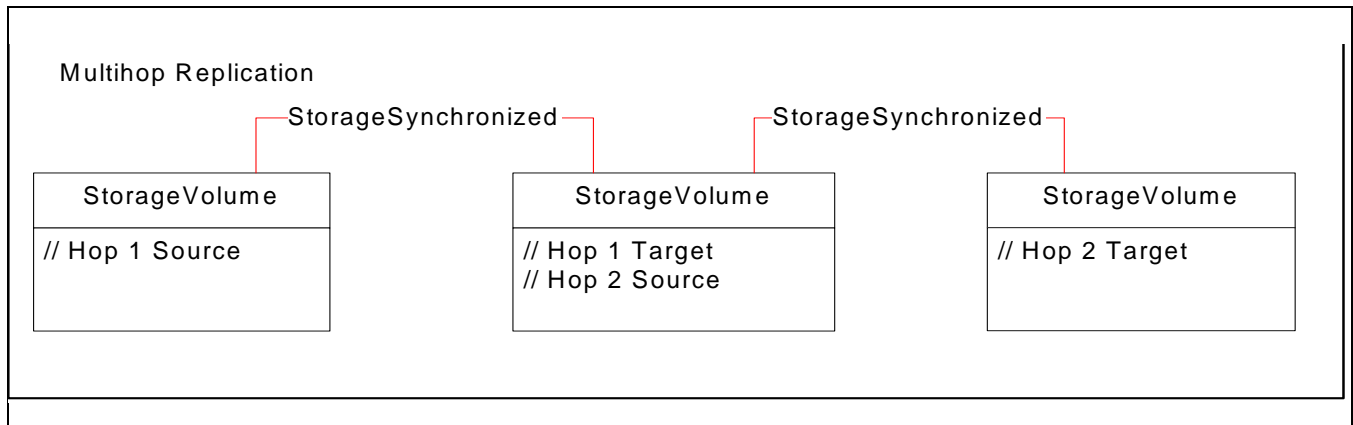 Multihop Replication
StorageSynchronized StorageSynchronized
StorageVolume StorageVolume StorageVolume
// Hop 1 Source // Hop 1 Target // Hop 2 Target
// Hop 2 Source